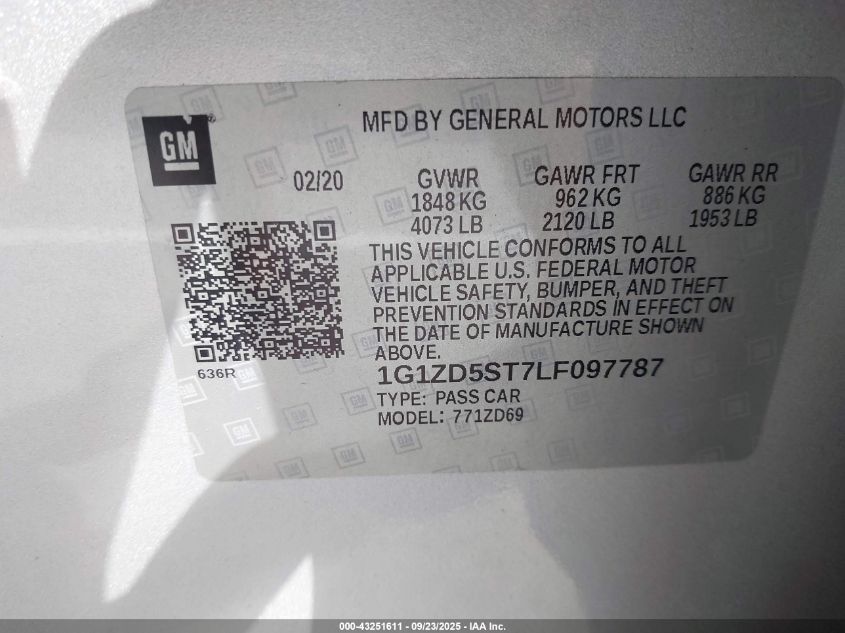 MFD BY GENERAL MOTORS LLC
GM ®
02/20
GVWR GAWR FRT GAWR RR
1848 KG 962 KG 886 KG
4073 LB 2120 LB 1953 LB
THIS VEHICLE CONFORMS TO ALL
APPLICABLE U.S. FEDERAL MOTOR
VEHICLE SAFETY, BUMPER, AND THEFT
PREVENTION STANDARDS IN EFFECT ON
THE DATE OF MANUFACTURE SHOWN
ABOVE.
636R
1G1ZD5ST7LF097787
TYPE: PASS CAR
MODEL: 771ZD69
000-43251611 - 09/23/2025 - IAA Inc.